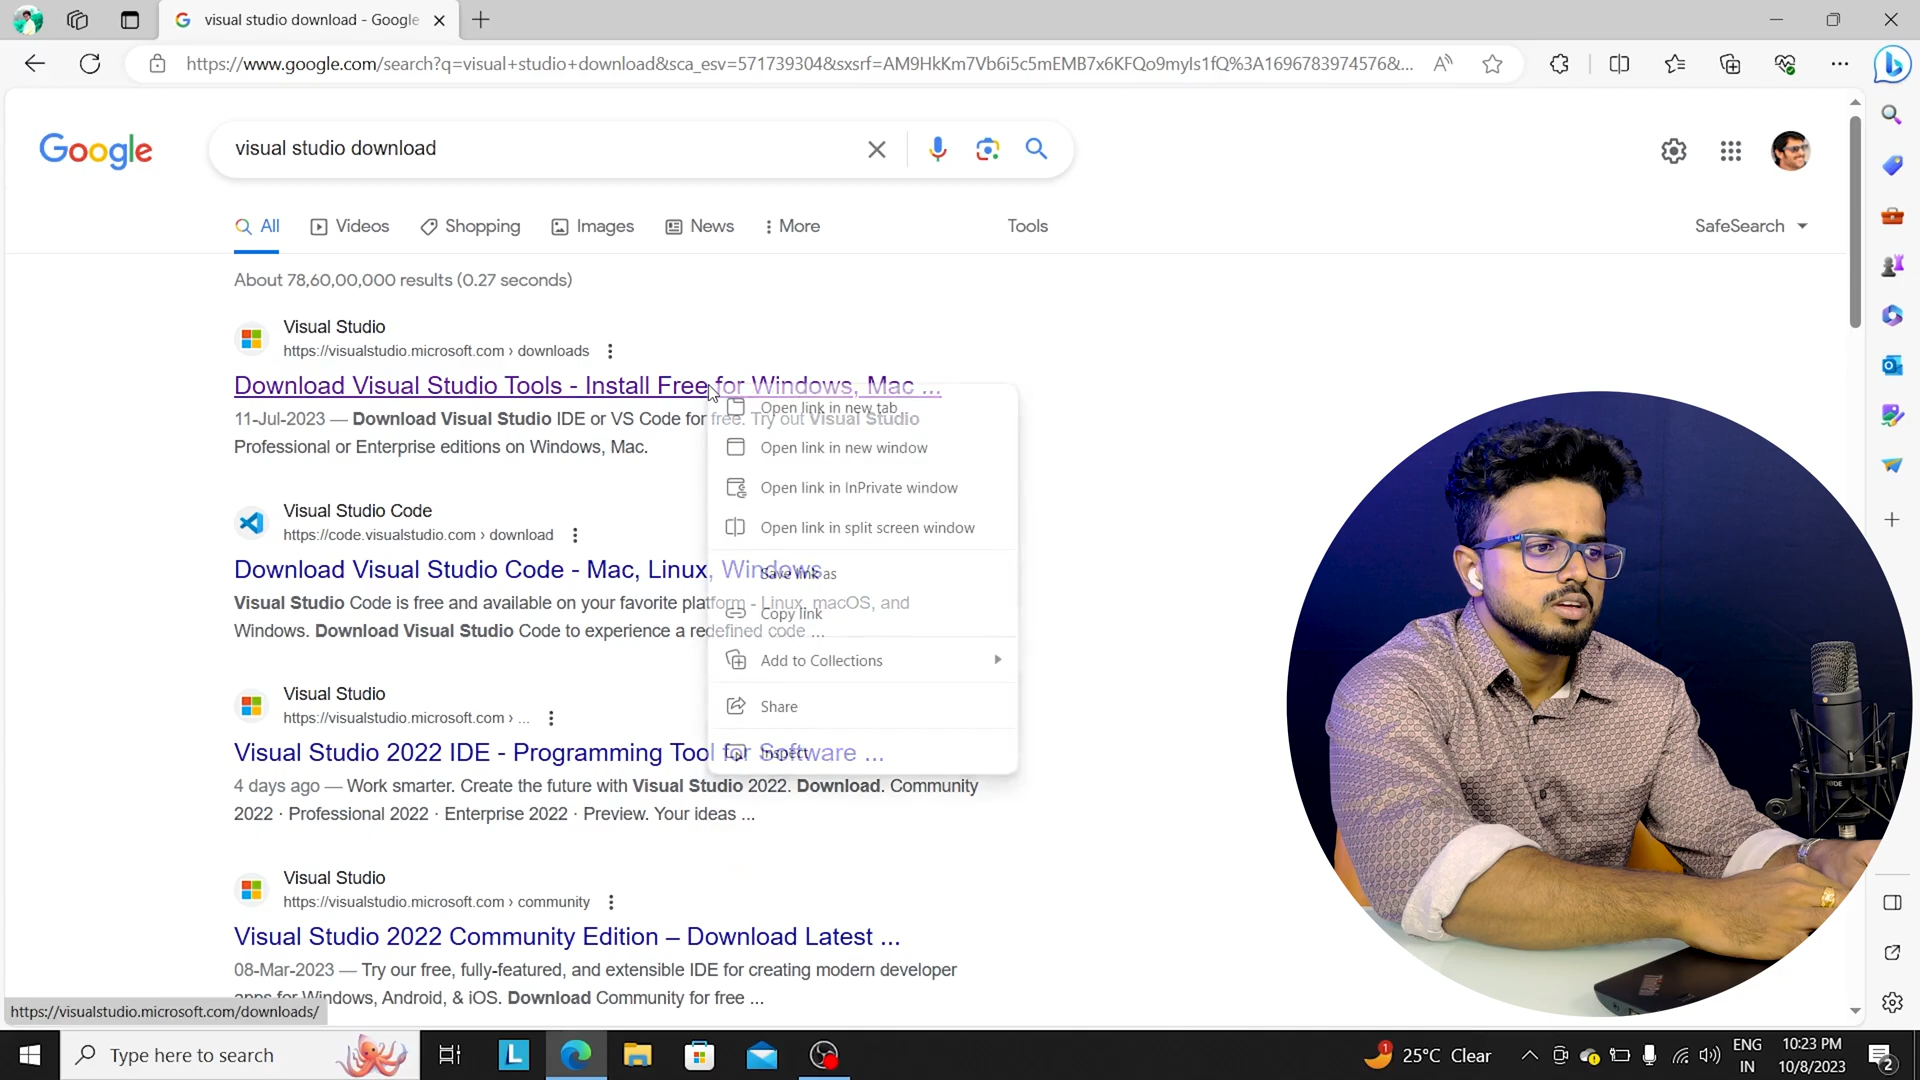 visual studio download - Google
https://www.google.com/search?q=visual+studio+download&sca_esv=571739304&sxsrf=AM9HkKm7Vb6i5c5mEMB7x6KFQo9myIs1fQ%3A1696783974576&...
Google
visual studio download
All
Videos
Shopping
Images
News
More
Tools
SafeSearch
About 78,60,00,000 results (0.27 seconds)
Visual Studio
https://visualstudio.microsoft.com › downloads
Download Visual Studio Tools - Install Free for Windows, Mac ...
11-Jul-2023 — Download Visual Studio IDE or VS Code for free. Try out Visual Studio
Professional or Enterprise editions on Windows, Mac.
Open link in new tab
Open link in new window
Open link in InPrivate window
Open link in split screen window
Save link as
Copy link
Add to Collections
Share
Inspect
Visual Studio Code
https://code.visualstudio.com › download
Download Visual Studio Code - Mac, Linux, Windows
Visual Studio Code is free and available on your favorite platform - Linux, macOS, and
Windows. Download Visual Studio Code to experience a redefined code ...
Visual Studio
https://visualstudio.microsoft.com › ...
Visual Studio 2022 IDE - Programming Tool for Software ...
4 days ago — Work smarter. Create the future with Visual Studio 2022. Download. Community
2022 · Professional 2022 · Enterprise 2022 · Preview. Your ideas ...
Visual Studio
https://visualstudio.microsoft.com › community
Visual Studio 2022 Community Edition – Download Latest ...
08-Mar-2023 — Try our free, fully-featured, and extensible IDE for creating modern developer
apps for Windows, Android, & iOS. Download Community for free ...
https://visualstudio.microsoft.com/downloads/
Type here to search
L
1
25°C Clear
ENG
IN
10:23 PM
10/8/2023
2